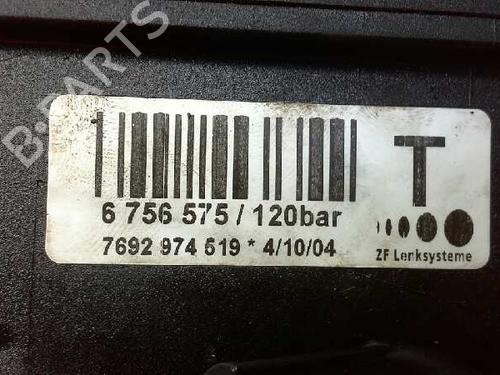 B-PARTS
T
6 756 575 / 120bar
7692 974 519 * 4/10/04
ZF Lenksysteme